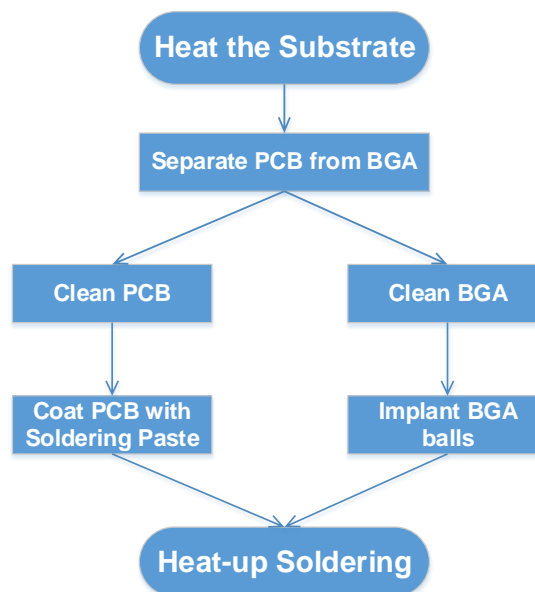 Heat the Substrate
Separate PCB from BGA
Clean PCB
Clean BGA
Coat PCB with
Soldering Paste
Implant BGA
balls
Heat-up Soldering